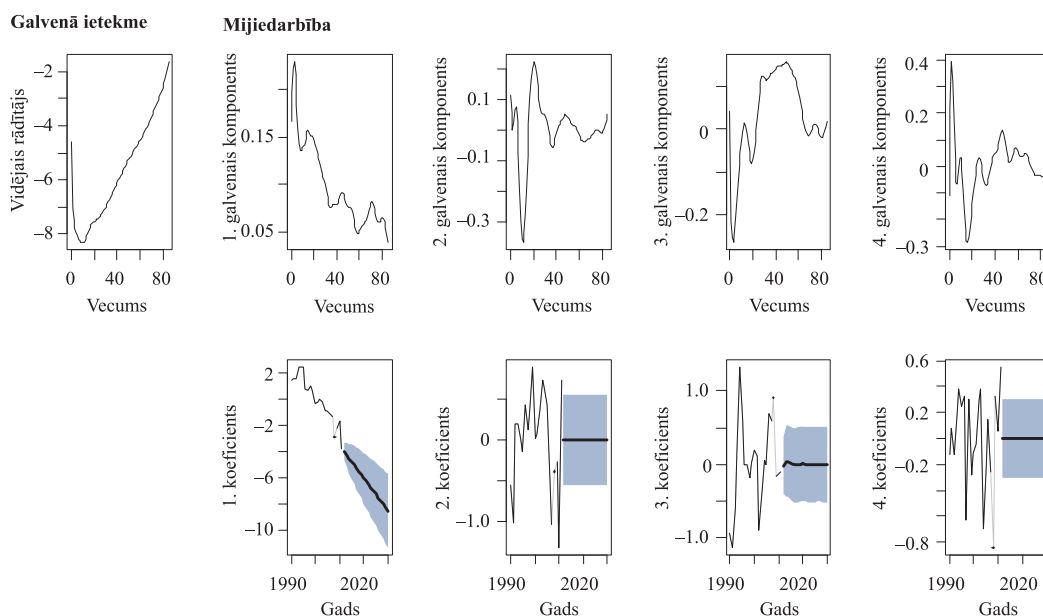 Galvenā ietekme
Mijiedarbība
Vidējais rādītājs
–2
–4
–6
–8
0 40 80
Vecums
1. galvenais komponents
0.15
0.05
0 40 80
Vecums
2. galvenais komponents
0.1
–0.1
–0.3
0 40 80
Vecums
3. galvenais komponents
0
–0.2
0 40 80
Vecums
4. galvenais komponents
0.4
0.2
0
–0.3
0 40 80
Vecums
1. koeficients
2
–2
–6
–10
1990 2020
Gads
2. koeficients
0
–1.0
1990 2020
Gads
3. koeficients
1.0
0
–1.0
1990 2020
Gads
4. koeficients
0.6
0.2
–0.2
–0.8
1990 2020
Gads